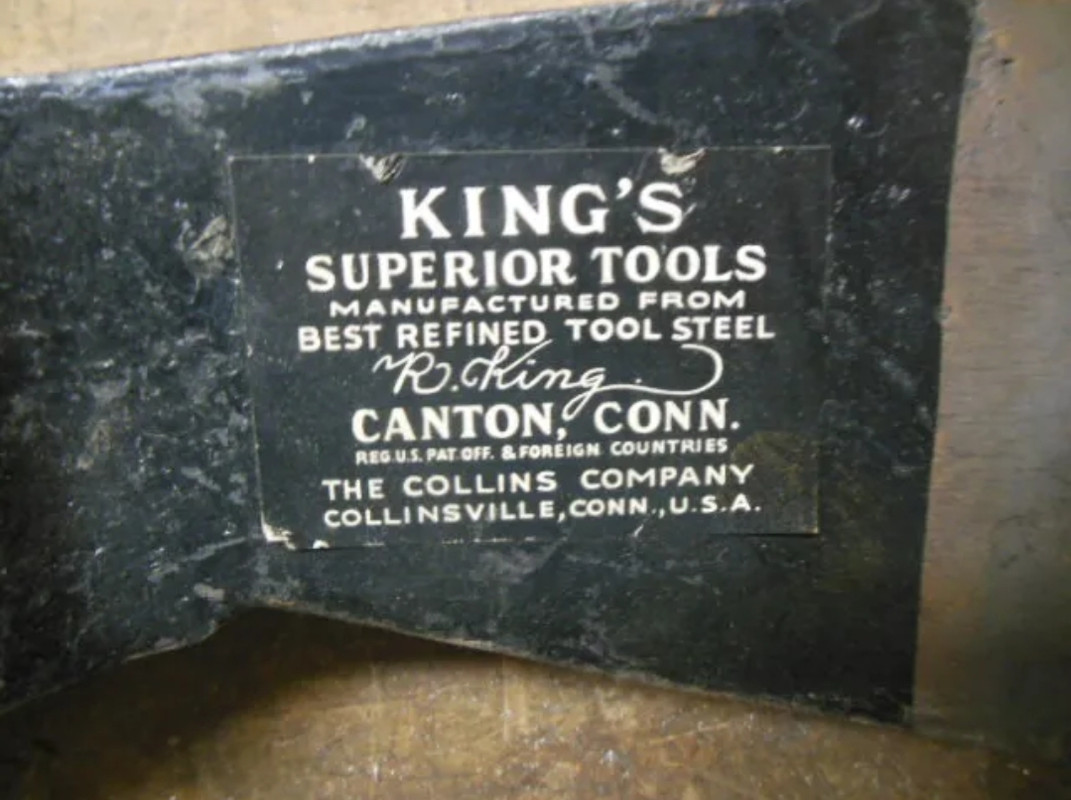 KING'S
SUPERIOR TOOLS
MANUFACTURED FROM
BEST REFINED TOOL STEEL
R. King.
CANTON, CONN.
REG. U.S. PAT. OFF. & FOREIGN COUNTRIES
THE COLLINS COMPANY
COLLINSVILLE, CONN., U.S.A.